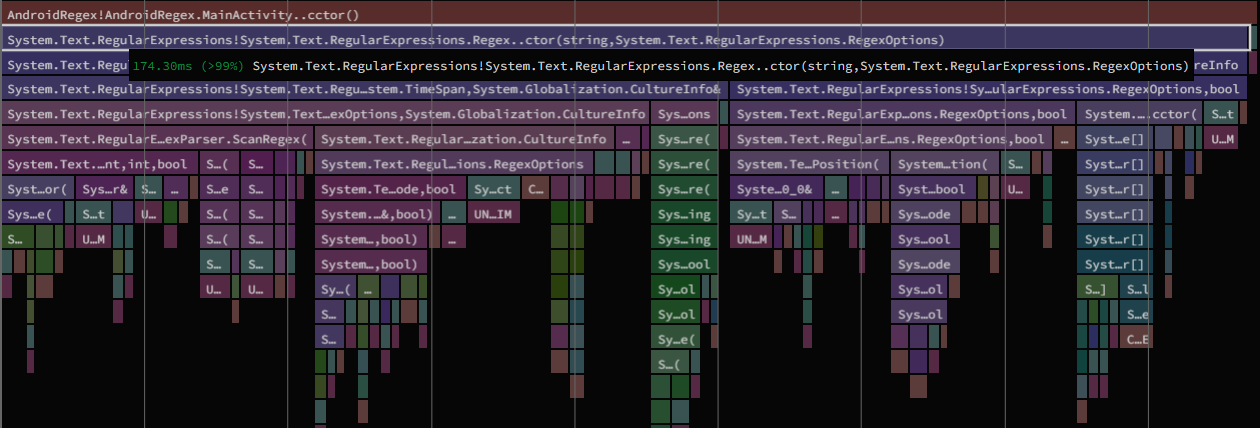 AndroidRegex!AndroidRegex.MainActivity..cctor()
System.Text.RegularExpressions!System.Text.RegularExpressions.Regex..ctor(string,System.Text.RegularExpressions.RegexOptions)
System.Text.Regu
174.30ms (>99%) System.Text.RegularExpressions!System.Text.RegularExpressions.Regex..ctor(string,System.Text.RegularExpressions.RegexOptions)
reInfo
System.Text.RegularExpressions!System.Text.Regu…stem.TimeSpan,System.Globalization.CultureInfo& System.Text.RegularExpressions!Sy…ularExpressions.RegexOptions,bool
System.Text.RegularExpressions!System.Text.Regula…exOptions,System.Globalization.CultureInfo Sys…ons System.Text.RegularExp…ons.RegexOptions,bool System.…..cctor( S…t
System.Text.RegularE…exParser.ScanRegex( System.Text.Regular…zation.CultureInfo … Sys…re( System.Text.RegularE…ns.RegexOptions,bool … Syst…e[] U…M
System.Text.…nt,int,bool S…( S… System.Text.Regul…ions.RegexOptions Sys…re( System.Te…Position( System…tion( S… Syst…r[]
Syst…or( Sys…r& S… … S…e S… System.Te…ode,bool Sy…ct C… Sys…re( Syste…0_0& … Syst…bool U… Syst…r[]
Sys…e( S…t U… S…( S… System.…&,bool) … UN…IM Sys…ing Sy…t S… … Sys…ode Syst…r[]
S… U…M S…( S… System…,bool) … Sys…ing UN…M Sys…ool Syst…r[]
S… S… System…,bool) Sys…ool Sys…ode Syst…r[]
U… U… Sy…( … Sy…ol Sys…ol S…] S…l
S… Sy…ol Sys…ol S…e
S… Sy…e( C…E
S…(